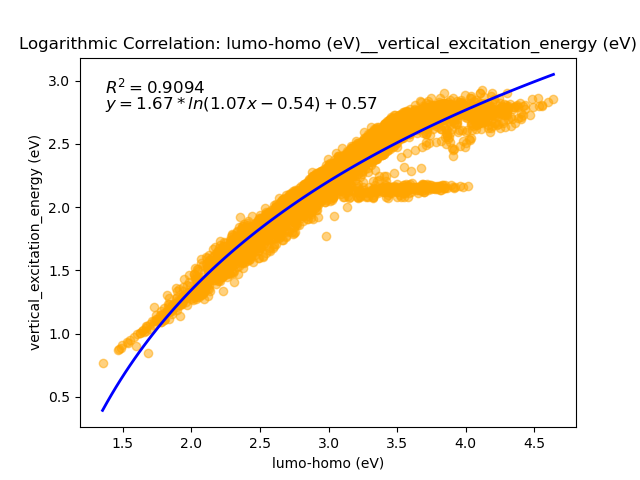 Logarithmic Correlation: lumo-homo (eV)__vertical_excitation_energy (eV)
R² = 0.9094
y = 1.67 * ln(1.07x − 0.54) + 0.57
3.0
2.5
2.0
1.5
1.0
0.5
vertical_excitation_energy (eV)
1.5 2.0 2.5 3.0 3.5 4.0 4.5
lumo-homo (eV)